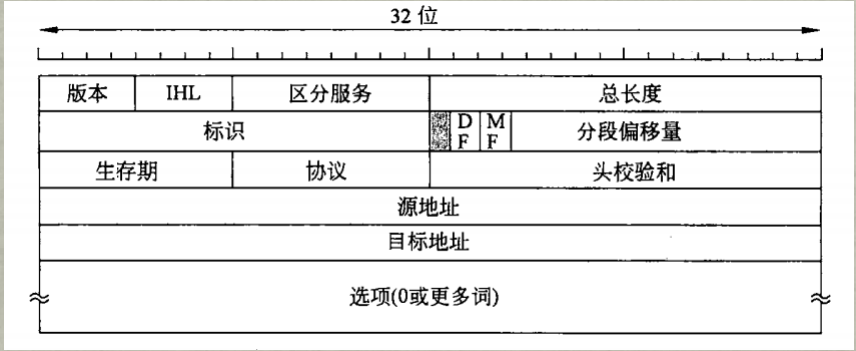 32 位
版本 IHL 区分服务 总长度
标识 DF MF 分段偏移量
生存期 协议 头校验和
源地址
目标地址
选项(0或更多词)